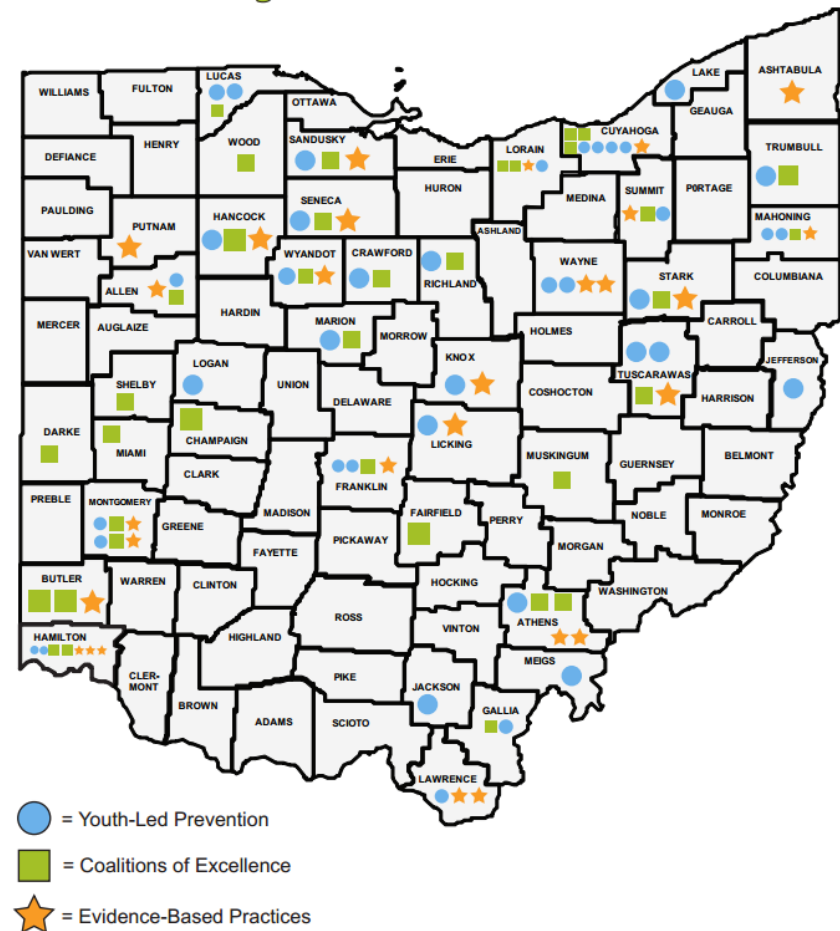 LAKE
ASHTABULA
LUCAS
WILLIAMS
FULTON
OTTAWA
GEAUGA
CUYAHOGA
HENRY
WOOD
SANDUSKY
LORAIN
TRUMBULL
DEFIANCE
ERIE
HURON
MEDINA
SUMMIT
PORTAGE
PAULDING
SENECA
HANCOCK
PUTNAM
ASHLAND
MAHONING
VAN WERT
WYANDOT
CRAWFORD
RICHLAND
WAYNE
STARK
COLUMBIANA
ALLEN
HARDIN
MERCER
AUGLAIZE
MARION
MORROW
HOLMES
CARROLL
LOGAN
KNOX
JEFFERSON
TUSCARAWAS
SHELBY
UNION
DELAWARE
COSHOCTON
HARRISON
DARKE
MIAMI
CHAMPAIGN
LICKING
MUSKINGUM
GUERNSEY
BELMONT
CLARK
FRANKLIN
PREBLE
MONTGOMERY
GREENE
MADISON
FAIRFIELD
PERRY
NOBLE
MONROE
PICKAWAY
FAYETTE
MORGAN
BUTLER
WARREN
CLINTON
HOCKING
WASHINGTON
ROSS
ATHENS
VINTON
HAMILTON
HIGHLAND
CLER-
MONT
MEIGS
PIKE
JACKSON
BROWN
ADAMS
SCIOTO
GALLIA
LAWRENCE
= Youth-Led Prevention
= Coalitions of Excellence
= Evidence-Based Practices